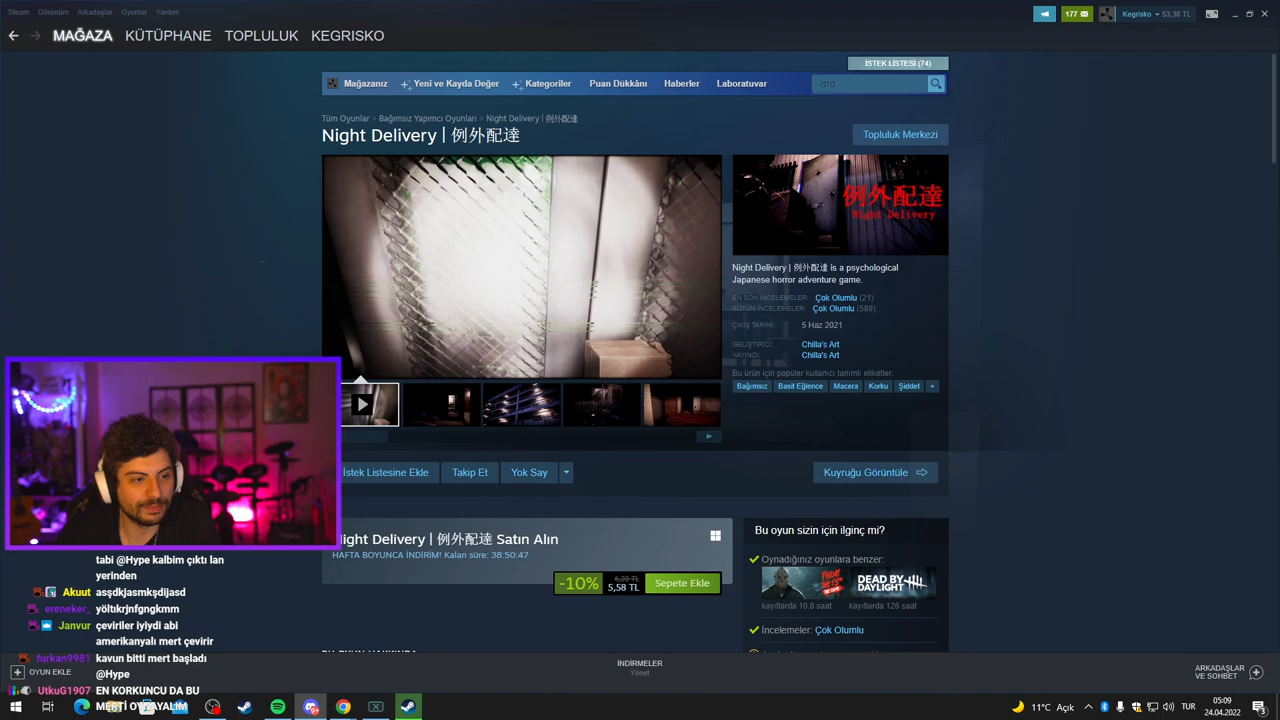 Steam Görünüm Arkadaşlar Oyunlar Yardım
177 Kegrisko 53,38 TL
MAĞAZA KÜTÜPHANE TOPLULUK KEGRISKO
İSTEK LİSTESİ (74)
Mağazanız Yeni ve Kayda Değer Kategoriler Puan Dükkânı Haberler Laboratuvar ara
Tüm Oyunlar > Bağımsız Yapımcı Oyunları > Night Delivery | 例外配達
Night Delivery | 例外配達
Topluluk Merkezi
例外配達
Night Delivery
Night Delivery | 例外配達 is a psychological
Japanese horror adventure game.
EN SON İNCELEMELER: Çok Olumlu (21)
BÜTÜN İNCELEMELER: Çok Olumlu (589)
ÇIKIŞ TARİHİ: 5 Haz 2021
GELİŞTİRİCİ: Chilla's Art
YAYINCI: Chilla's Art
Bu ürün için popüler kullanıcı tanımlı etiketler:
Bağımsız Basit Eğlence Macera Korku Şiddet +
İstek Listesine Ekle Takip Et Yok Say
Kuyruğu Görüntüle
Night Delivery | 例外配達 Satın Alın
HAFTA BOYUNCA İNDİRİM! Kalan süre: 38:50:47
-10% 6,20 TL 5,58 TL Sepete Ekle
Bu oyun sizin için ilginç mi?
Oynadığınız oyunlara benzer:
FRIDAY DEAD BY DAYLIGHT
kayıtlarda 10.8 saat kayıtlarda 126 saat
İncelemeler: Çok Olumlu
tabi @Hype kalbim çıktı lan
yerinden
Akuut asşdkjasmkşdijasd
ereneker_ yöltıkrjnfgngkmm
Janvur çeviriler iyiydi abi
amerikanyalı mert çevirir
furkan9981 kavun bitti mert başladı
@Hype
UtkuG1907 EN KORKUNCU DA BU
MERTİ OYNAYALIM
OYUN EKLE
İNDİRMELER
Yönet
ARKADAŞLAR
VE SOHBET
11°C Açık TUR 05:09
24.04.2022